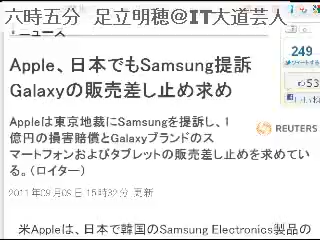 六時五分 足立明穂@IT大道芸人
ニュース
249
Apple、日本でもSamsung提訴
Galaxyの販売差し止め求め
53
Appleは東京地裁にSamsungを提訴し、1
億円の損害賠償とGalaxyブランドのス
マートフォンおよびタブレットの販売差し止めを求めてい
る。（ロイター）
REUTERS
2011年09月09日 15時32分 更新
米Appleは、日本で韓国のSamsung Electronics製品の